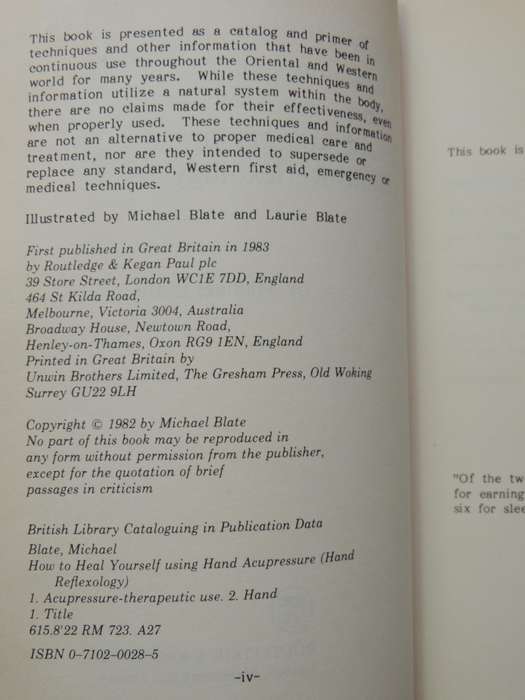 This book is presented as a catalog and primer of
techniques and other information that have been in
continuous use throughout the Oriental and Western
world for many years. While these techniques and
information utilize a natural system within the body,
there are no claims made for their effectiveness, even
when properly used. These techniques and information
are not an alternative to proper medical care and
treatment, nor are they intended to supersede or
replace any standard, Western first aid, emergency or
medical techniques.
Illustrated by Michael Blate and Laurie Blate
First published in Great Britain in 1983
by Routledge & Kegan Paul plc
39 Store Street, London WC1E 7DD, England
464 St Kilda Road,
Melbourne, Victoria 3004, Australia
Broadway House, Newtown Road,
Henley-on-Thames, Oxon RG9 1EN, England
Printed in Great Britain by
Unwin Brothers Limited, The Gresham Press, Old Woking
Surrey GU22 9LH
Copyright © 1982 by Michael Blate
No part of this book may be reproduced in
any form without permission from the publisher,
except for the quotation of brief
passages in criticism
British Library Cataloguing in Publication Data
Blate, Michael
How to Heal Yourself using Hand Acupressure (Hand
Reflexology)
1. Acupressure-therapeutic use. 2. Hand
1. Title
615.8'22 RM 723. A27
ISBN 0-7102-0028-5
-iv-
This book is
"Of the tw
for earning
six for slee